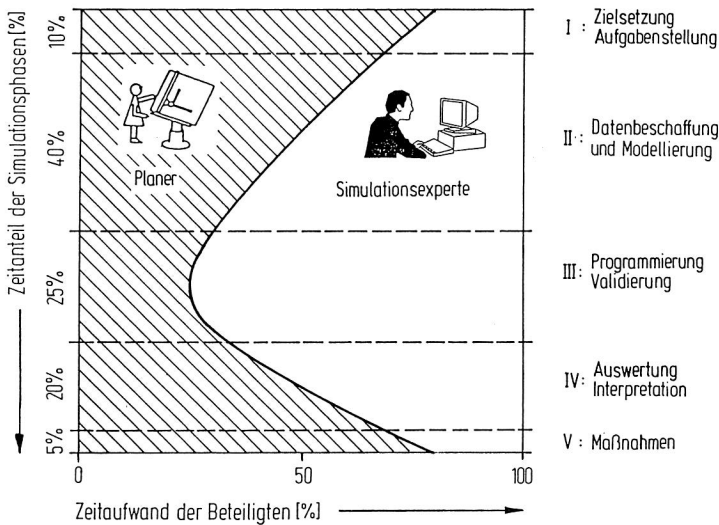 Zeitanteil der Simulationsphasen [%]
10%
40%
25%
20%
5%
Planer
Simulationsexperte
I : Zielsetzung
Aufgabenstellung
II : Datenbeschaffung
und Modellierung
III : Programmierung
Validierung
IV : Auswertung
Interpretation
V : Maßnahmen
0
50
100
Zeitaufwand der Beteiligten [%]